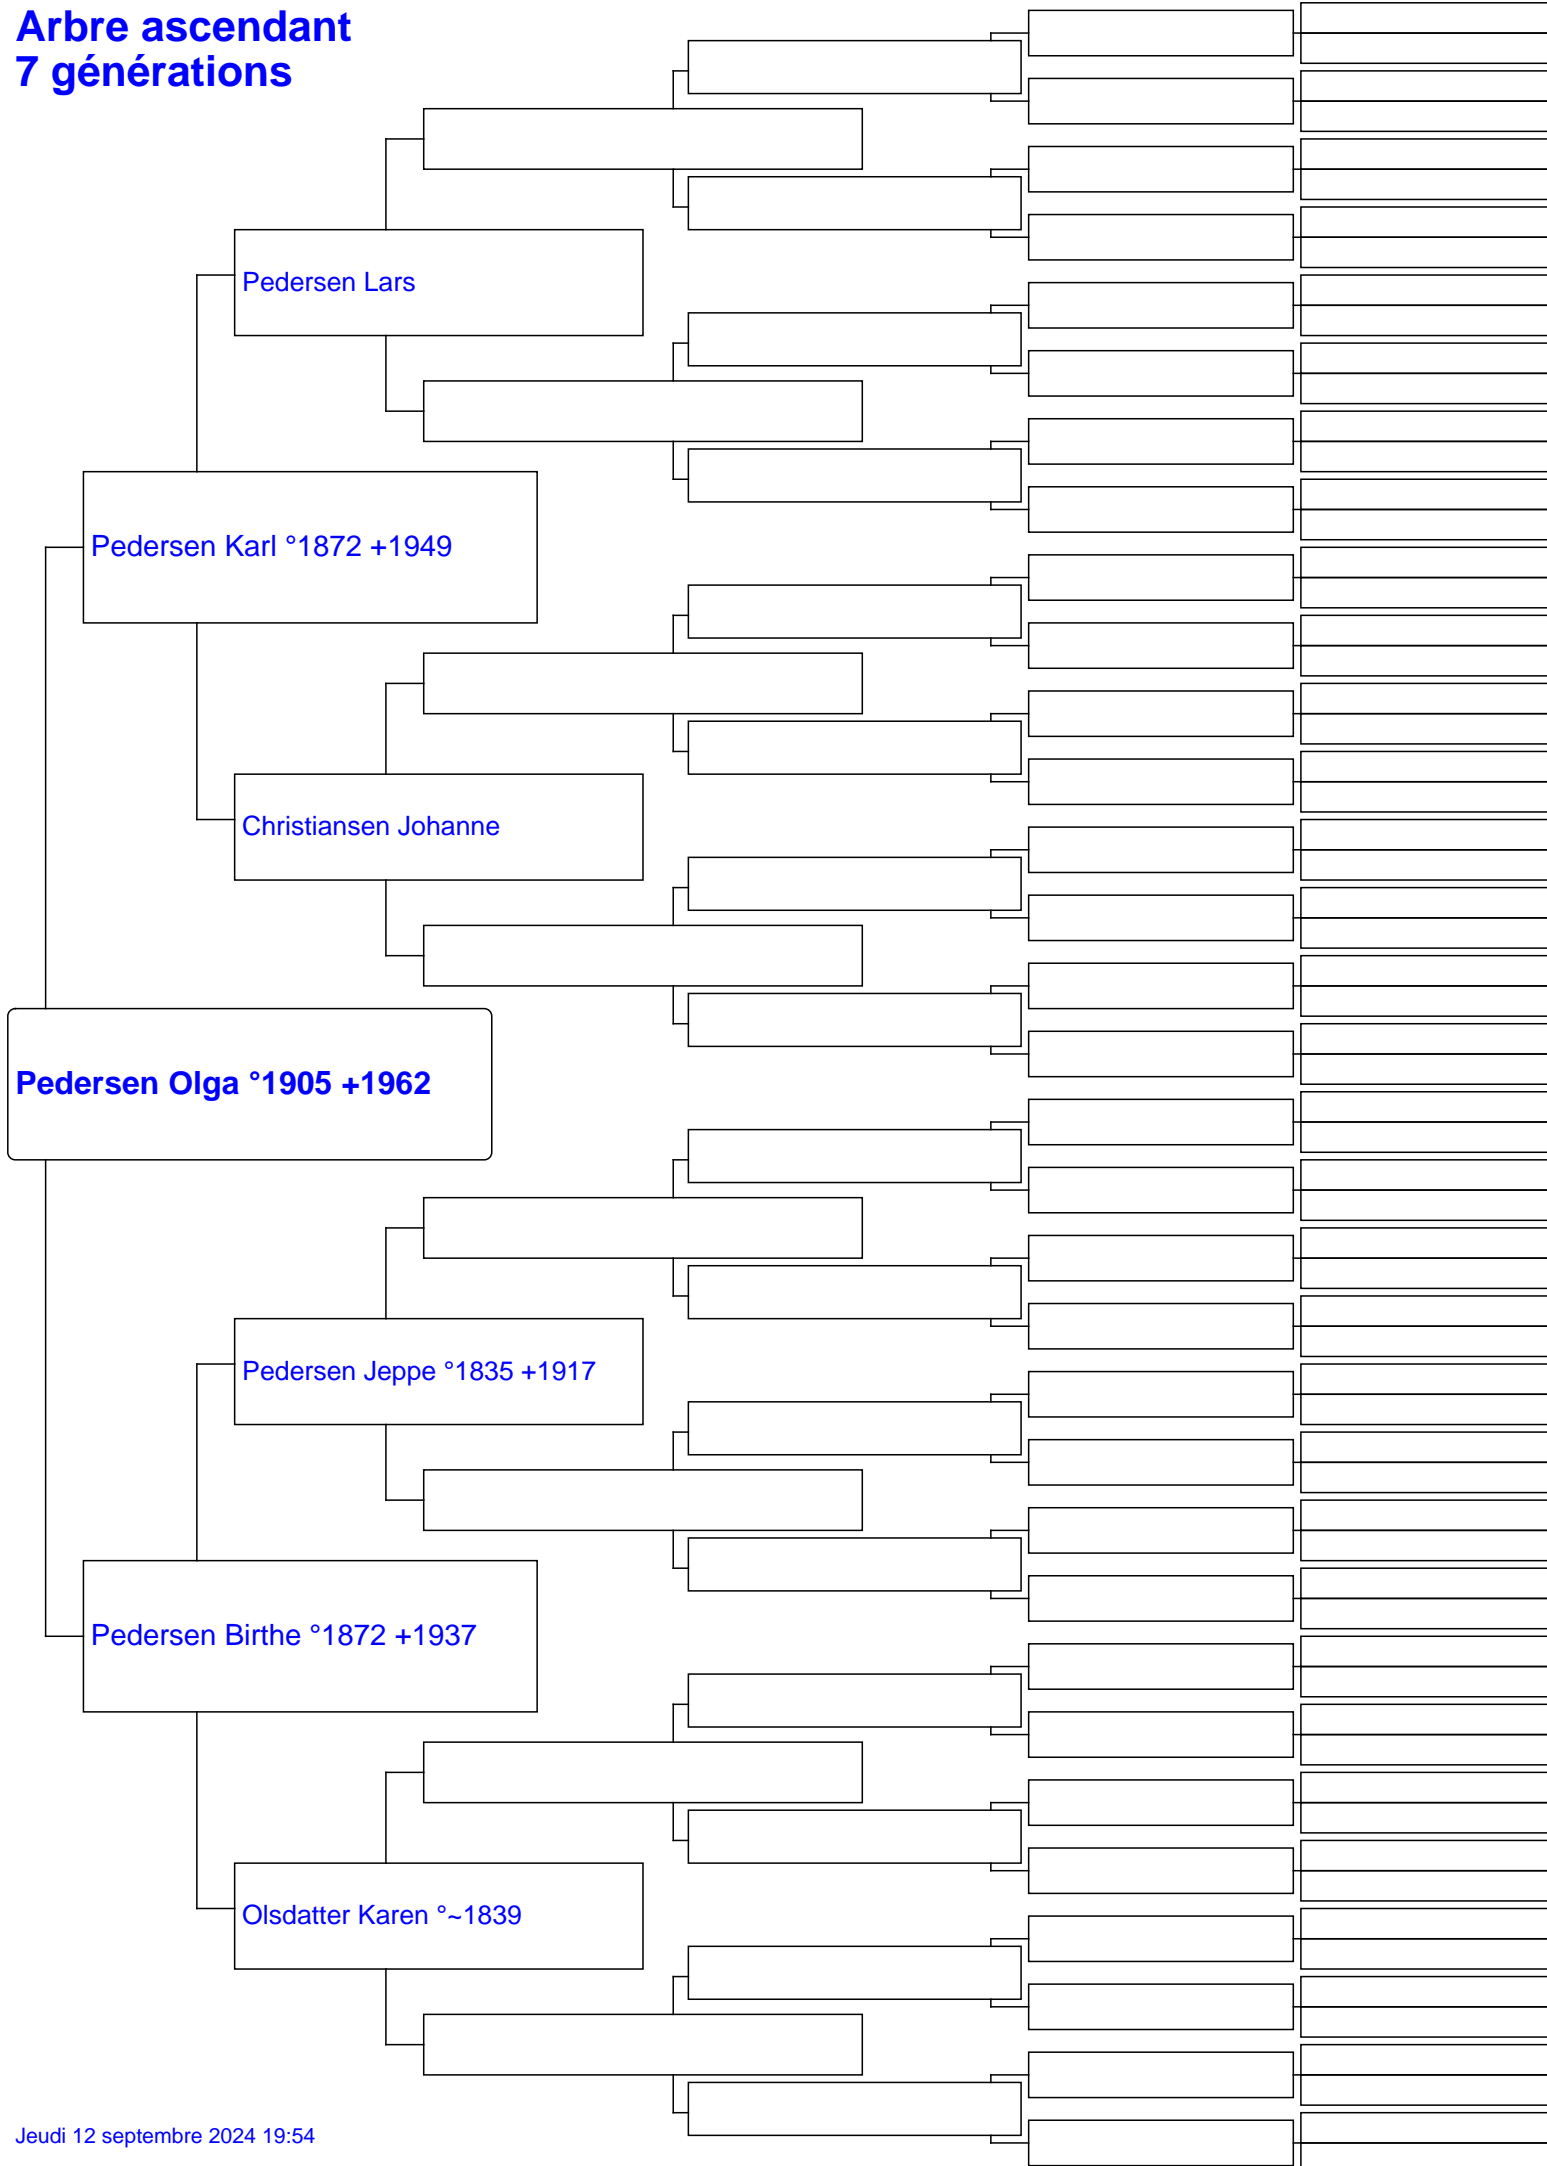 Arbre ascendant
7 générations
Pedersen Lars
Pedersen Karl °1872 +1949
Christiansen Johanne
Pedersen Olga °1905 +1962
Pedersen Jeppe °1835 +1917
Pedersen Birthe °1872 +1937
Olsdatter Karen °~1839
Jeudi 12 septembre 2024 19:54